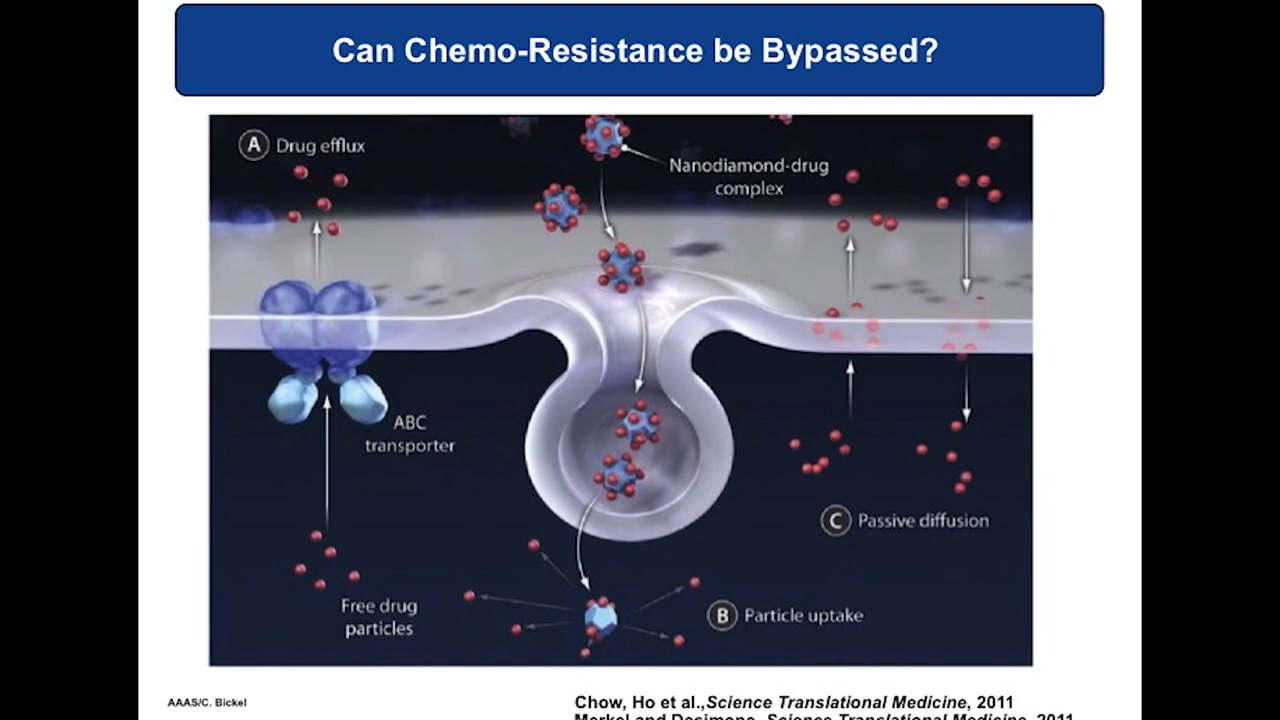 Can Chemo-Resistance be Bypassed?
A Drug efflux
Nanodiamond-drug
complex
ABC
transporter
C Passive diffusion
Free drug
particles
B Particle uptake
AAAS/C. Bickel
Chow, Ho et al.,Science Translational Medicine, 2011
Merkel and Desimone, Science Translational Medicine, 2011